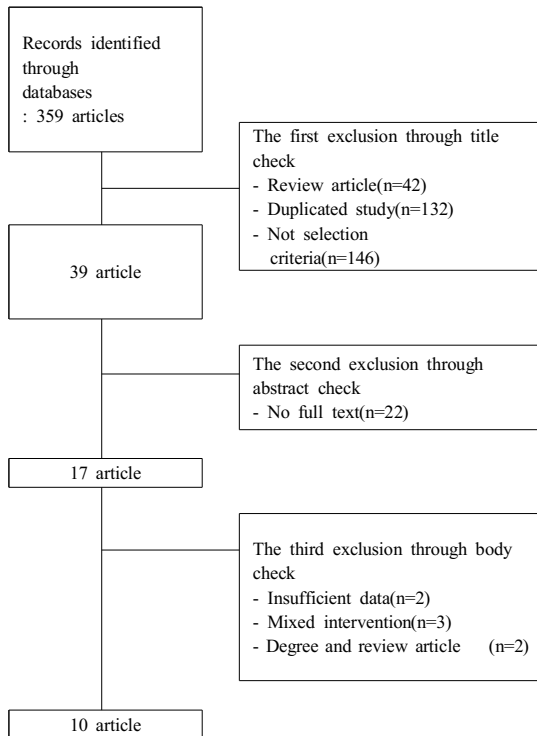 Records identified
through
databases
: 359 articles
The first exclusion through title
check
- Review article(n=42)
- Duplicated study(n=132)
- Not selection
criteria(n=146)
39 article
The second exclusion through
abstract check
- No full text(n=22)
17 article
The third exclusion through body
check
- Insufficient data(n=2)
- Mixed intervention(n=3)
- Degree and review article (n=2)
10 article